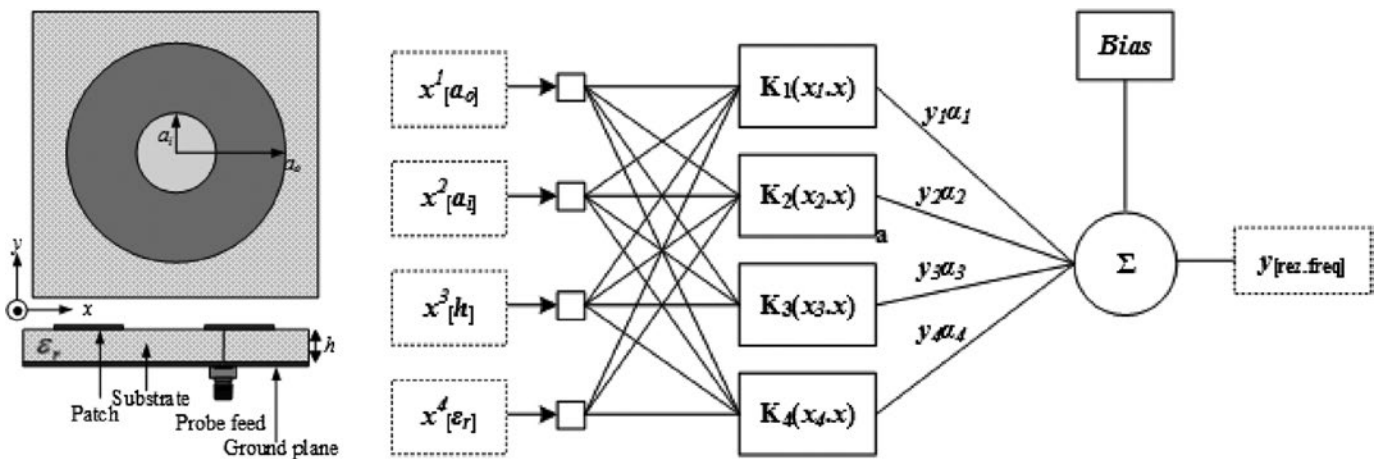 a_i
a_o
y
x
ε_r
h
Patch
Substrate
Probe feed
Ground plane
x^1[a_o]
x^2[a_i]
x^3[h]
x^4[ε_r]
K_1(x_1.x)
K_2(x_2.x)
a
K_3(x_3.x)
K_4(x_4.x)
y_1α_1
y_2α_2
y_3α_3
y_4α_4
Bias
Σ
y[rez.freq]